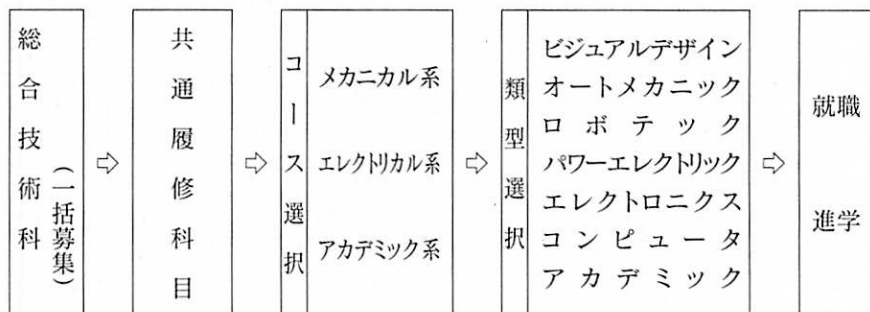 総合技術科
(一括募集)
⇨
共通履修科目
⇨
コース選択
メカニカル系
エレクトリカル系
アカデミック系
⇨
類型選択
ビジュアルデザイン
オートメカニック
ロボテック
パワーエレクトリック
エレクトロニクス
コンピュータ
アカデミック
⇨
就職
進学